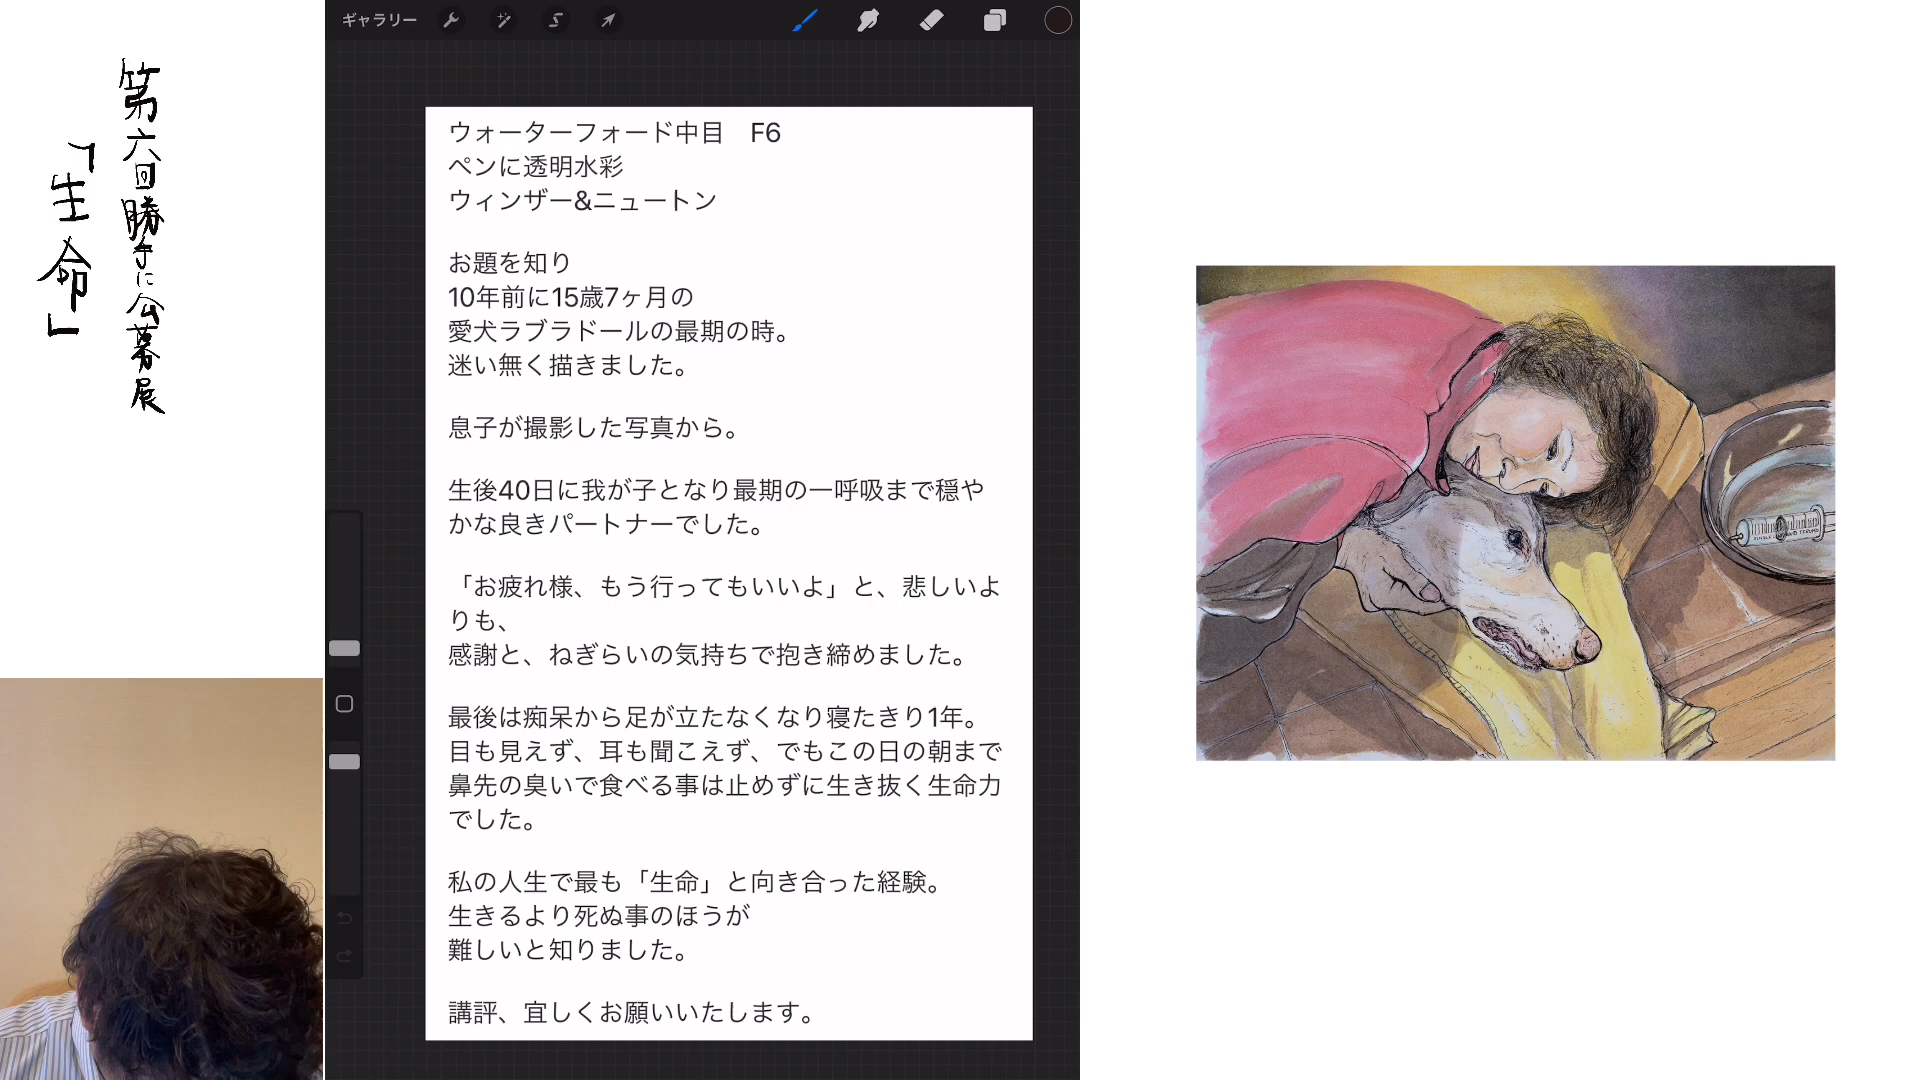 第六回勝手に公募展
「生命」
ギャラリー
ウォーターフォード中目　F6
ペンに透明水彩
ウィンザー&ニュートン
お題を知り
10年前に15歳7ヶ月の
愛犬ラブラドールの最期の時。
迷い無く描きました。
息子が撮影した写真から。
生後40日に我が子となり最期の一呼吸まで穏や
かな良きパートナーでした。
「お疲れ様、もう行ってもいいよ」と、悲しいよ
りも、
感謝と、ねぎらいの気持ちで抱き締めました。
最後は痴呆から足が立たなくなり寝たきり1年。
目も見えず、耳も聞こえず、でもこの日の朝まで
鼻先の臭いで食べる事は止めずに生き抜く生命力
でした。
私の人生で最も「生命」と向き合った経験。
生きるより死ぬ事のほうが
難しいと知りました。
講評、宜しくお願いいたします。